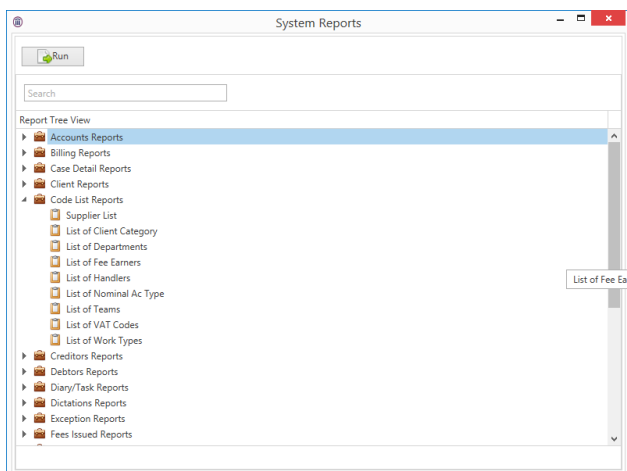 System Reports
Run
Search
Report Tree View
Accounts Reports
Billing Reports
Case Detail Reports
Client Reports
Code List Reports
Supplier List
List of Client Category
List of Departments
List of Fee Earners
List of Handlers
List of Fee Ea
List of Nominal Ac Type
List of Teams
List of VAT Codes
List of Work Types
Creditors Reports
Debtors Reports
Diary/Task Reports
Dictations Reports
Exception Reports
Fees Issued Reports